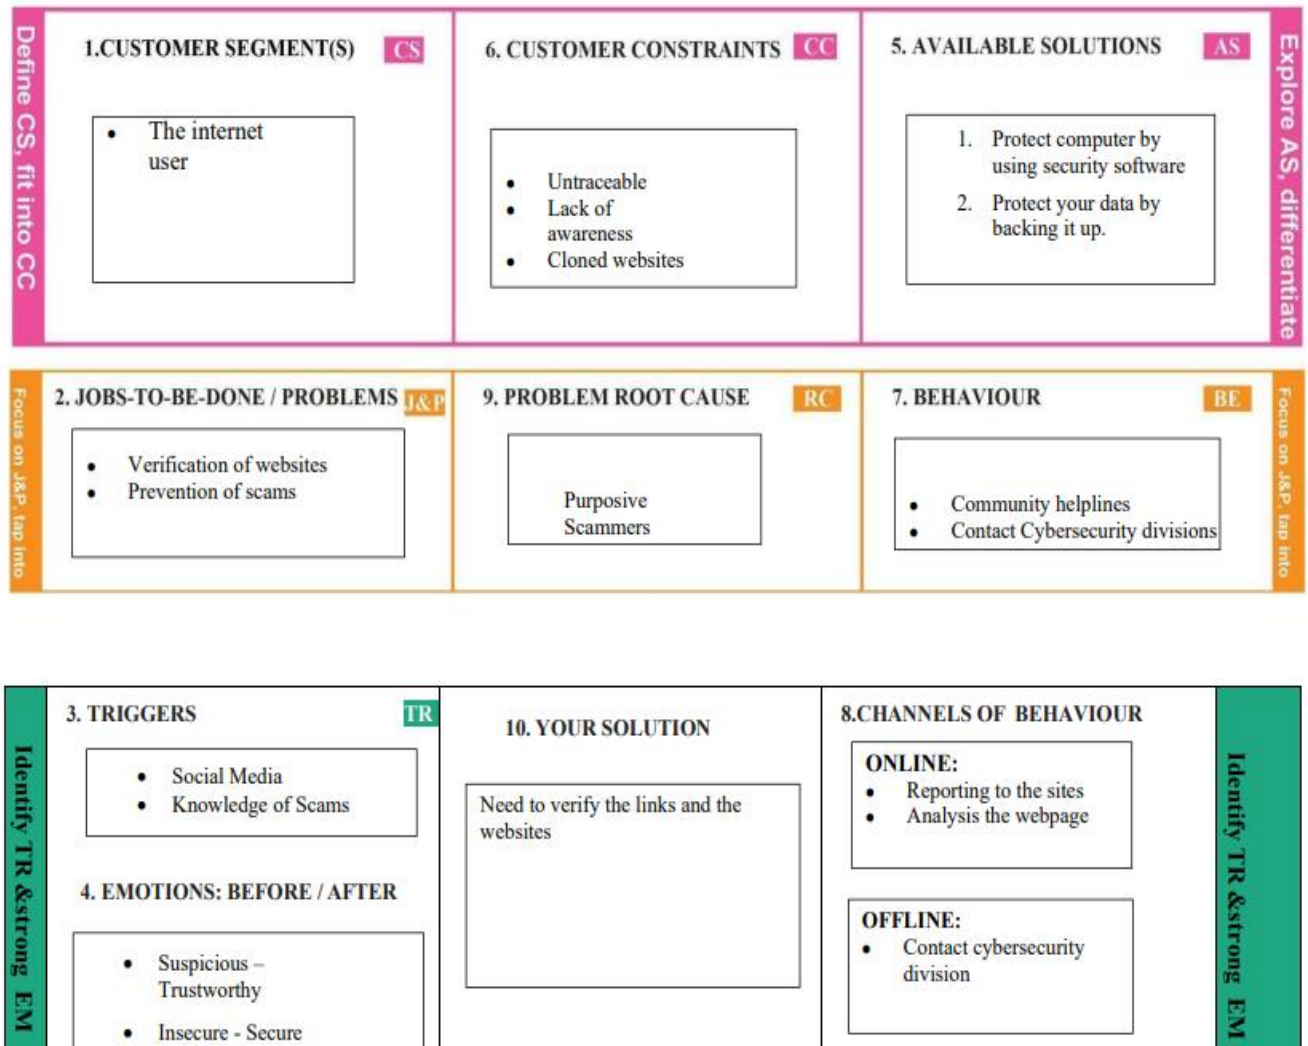 Define CS, fit into CC
1.CUSTOMER SEGMENT(S) CS
• The internet
user
6. CUSTOMER CONSTRAINTS CC
• Untraceable
• Lack of
awareness
• Cloned websites
5. AVAILABLE SOLUTIONS AS
1. Protect computer by
using security software
2. Protect your data by
backing it up.
Explore AS, differentiate
Focus on J&P, tap into
2. JOBS-TO-BE-DONE / PROBLEMS J&P
• Verification of websites
• Prevention of scams
9. PROBLEM ROOT CAUSE RC
Purposive
Scammers
7. BEHAVIOUR BE
• Community helplines
• Contact Cybersecurity divisions
Focus on J&P, tap into
Identify TR &strong EM
3. TRIGGERS TR
• Social Media
• Knowledge of Scams
4. EMOTIONS: BEFORE / AFTER
• Suspicious –
Trustworthy
• Insecure - Secure
10. YOUR SOLUTION
Need to verify the links and the
websites
8.CHANNELS OF BEHAVIOUR
ONLINE:
• Reporting to the sites
• Analysis the webpage
OFFLINE:
• Contact cybersecurity
division
Identify TR &strong EM